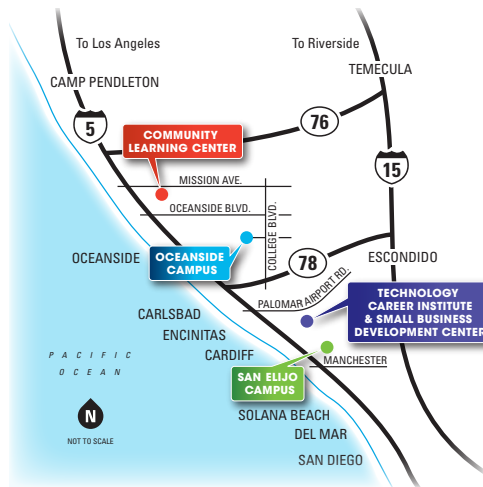 To Los Angeles
To Riverside
TEMECULA
CAMP PENDLETON
5
76
COMMUNITY
LEARNING CENTER
15
MISSION AVE.
OCEANSIDE BLVD.
COLLEGE BLVD.
OCEANSIDE
OCEANSIDE
CAMPUS
78
ESCONDIDO
PALOMAR AIRPORT RD.
TECHNOLOGY
CAREER INSTITUTE
& SMALL BUSINESS
DEVELOPMENT CENTER
CARLSBAD
ENCINITAS
CARDIFF
PACIFIC
OCEAN
MANCHESTER
SAN ELIJO
CAMPUS
N
NOT TO SCALE
SOLANA BEACH
DEL MAR
SAN DIEGO